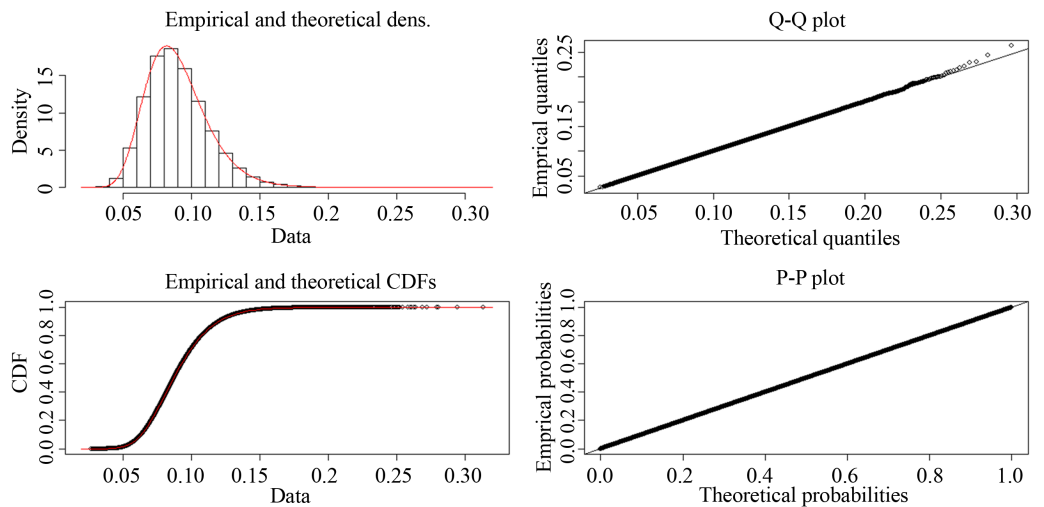 Empirical and theoretical dens.
Density
0 5 10 15
0.05 0.10 0.15 0.2 0.25 0.30
Data
Q-Q plot
Emprical quantiles
0.05 0.15 0.25
0.05 0.10 0.15 0.20 0.25 0.30
Theoretical quantiles
Empirical and theoretical CDFs
CDF
0.0 0.2 0.4 0.6 0.8 1.0
0.05 0.10 0.15 0.2 0.25 0.30
Data
P-P plot
Emprical probabilities
0.0 0.2 0.4 0.6 0.8 1.0
0.0 0.2 0.4 0.6 0.8 1.0
Theoretical probabilities